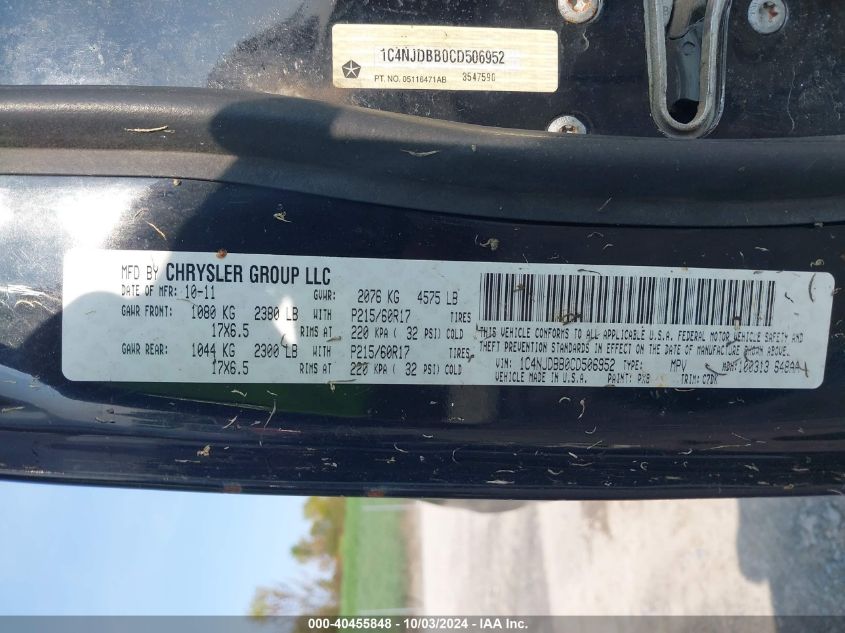 1C4NJDBB0CD506952
PT. NO. 05116471AB 3547590
MFD BY CHRYSLER GROUP LLC
DATE OF MFR: 10-11 GVWR: 2076 KG 4575 LB
GAWR FRONT: 1080 KG 2380 LB WITH P215/60R17 TIRES
17X6.5 RIMS AT 220 KPA ( 32 PSI) COLD
GAWR REAR: 1044 KG 2300 LB WITH P215/60R17 TIRES
17X6.5 RIMS AT 220 KPA ( 32 PSI) COLD
THIS VEHICLE CONFORMS TO ALL APPLICABLE U.S.A. FEDERAL MOTOR VEHICLE SAFETY AND
THEFT PREVENTION STANDARDS IN EFFECT ON THE DATE OF MANUFACTURE SHOWN ABOVE.
VIN: 1C4NJDBB0CD506952 TYPE: MPV MDH: 100313 648AA
VEHICLE MADE IN U.S.A. PAINT: PXB TRIM: C7DV
000-40455848 - 10/03/2024 - IAA Inc.